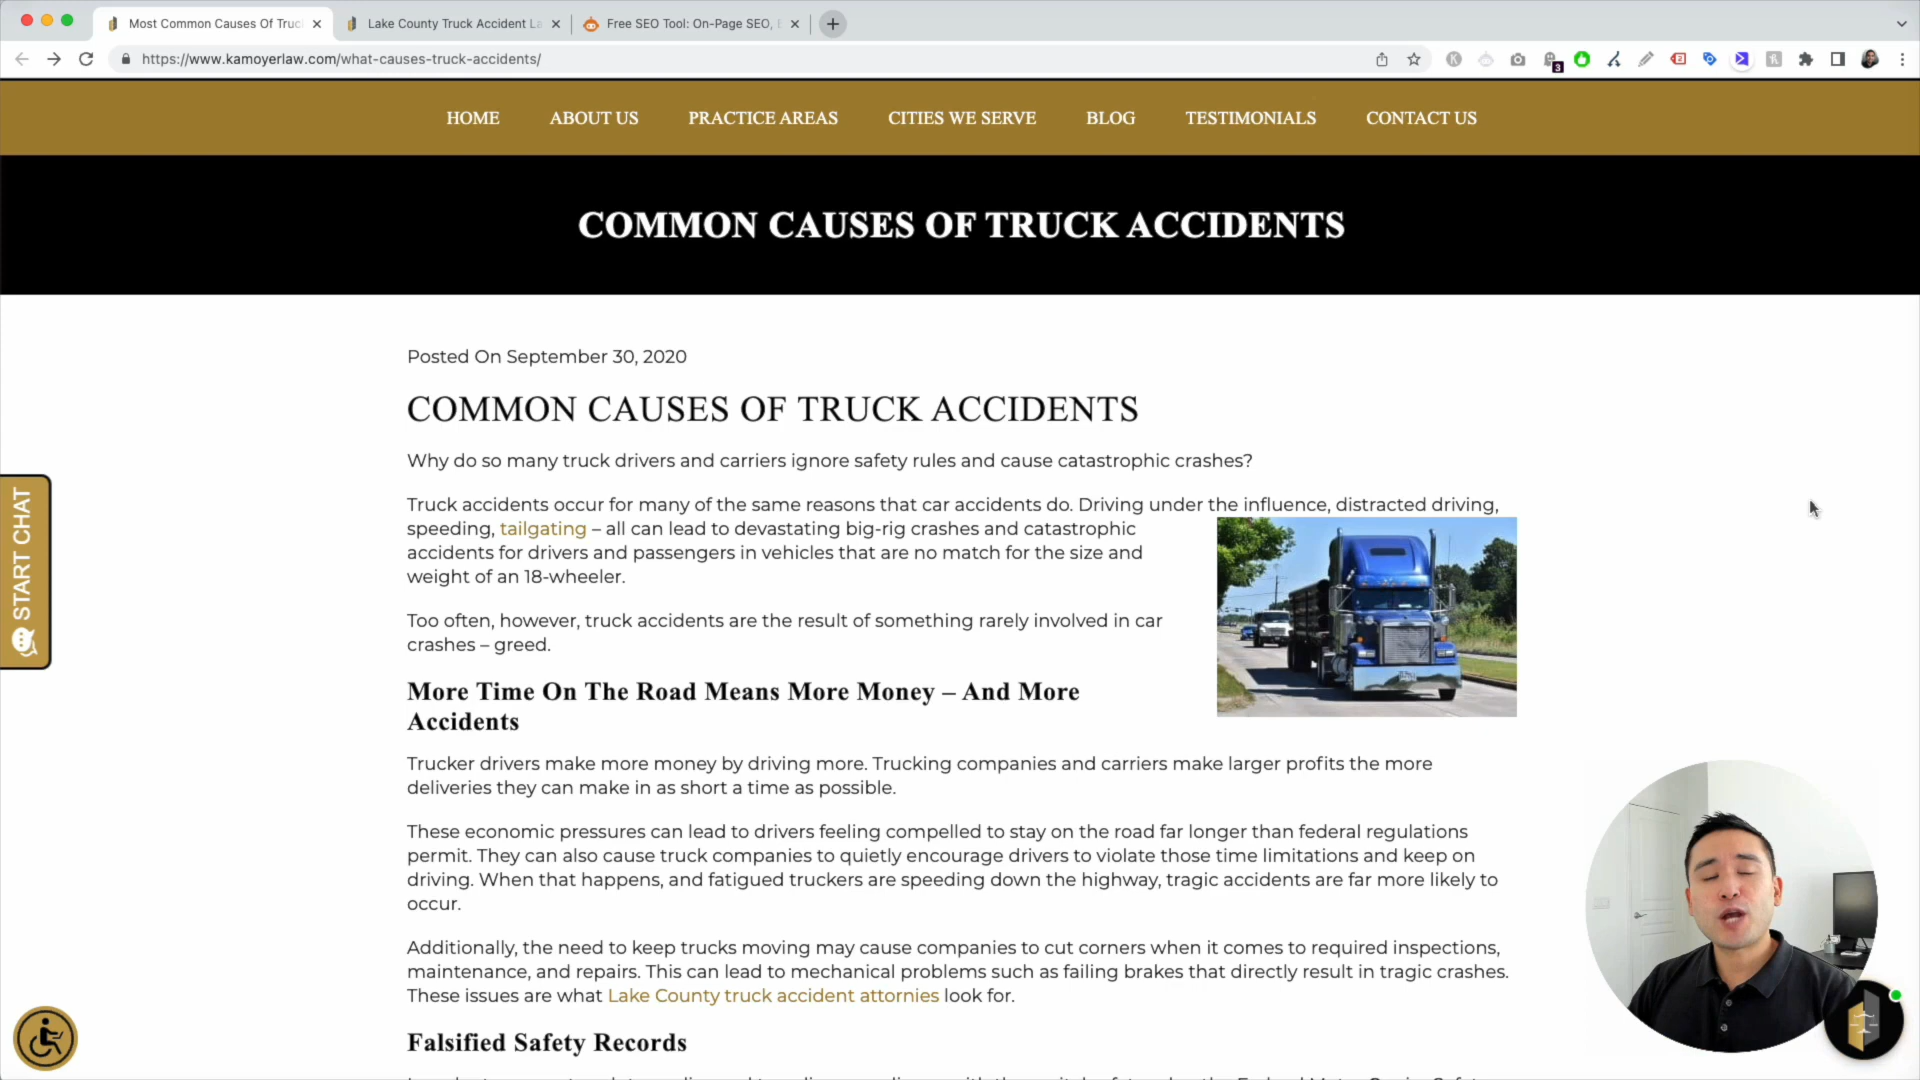 Most Common Causes Of Truc
Lake County Truck Accident La
Free SEO Tool: On-Page SEO,
https://www.kamoyerlaw.com/what-causes-truck-accidents/
3
HOME ABOUT US PRACTICE AREAS CITIES WE SERVE BLOG TESTIMONIALS CONTACT US
COMMON CAUSES OF TRUCK ACCIDENTS
Posted On September 30, 2020
COMMON CAUSES OF TRUCK ACCIDENTS
Why do so many truck drivers and carriers ignore safety rules and cause catastrophic crashes?
Truck accidents occur for many of the same reasons that car accidents do. Driving under the influence, distracted driving,
speeding, tailgating – all can lead to devastating big-rig crashes and catastrophic
accidents for drivers and passengers in vehicles that are no match for the size and
weight of an 18-wheeler.
Too often, however, truck accidents are the result of something rarely involved in car
crashes – greed.
More Time On The Road Means More Money – And More
Accidents
Trucker drivers make more money by driving more. Trucking companies and carriers make larger profits the more
deliveries they can make in as short a time as possible.
These economic pressures can lead to drivers feeling compelled to stay on the road far longer than federal regulations
permit. They can also cause truck companies to quietly encourage drivers to violate those time limitations and keep on
driving. When that happens, and fatigued truckers are speeding down the highway, tragic accidents are far more likely to
occur.
Additionally, the need to keep trucks moving may cause companies to cut corners when it comes to required inspections,
maintenance, and repairs. This can lead to mechanical problems such as failing brakes that directly result in tragic crashes.
These issues are what Lake County truck accident attornies look for.
Falsified Safety Records
START CHAT